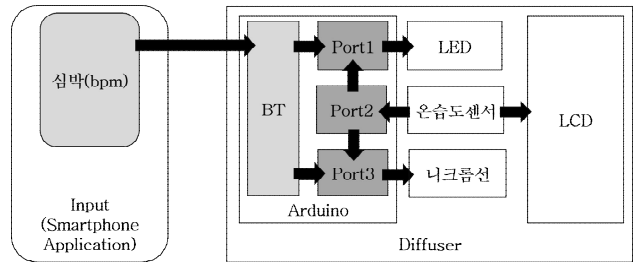 심박(bpm)
Input
(Smartphone
Application)
BT
Port1
Port2
Port3
Arduino
LED
온습도센서
니크롬선
LCD
Diffuser